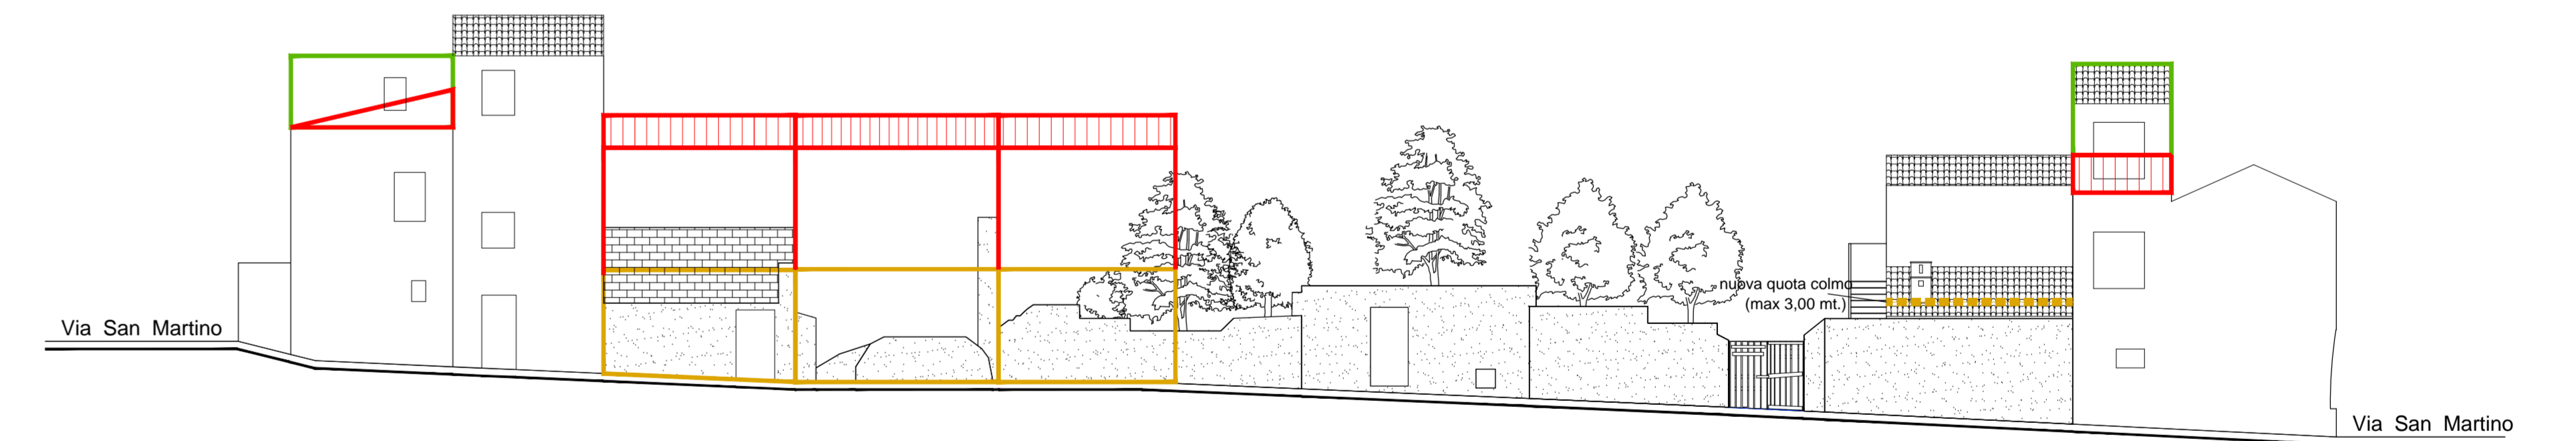 Via San Martino
nuova quota colmo
(max 3,00 mt.)
Via San Martino